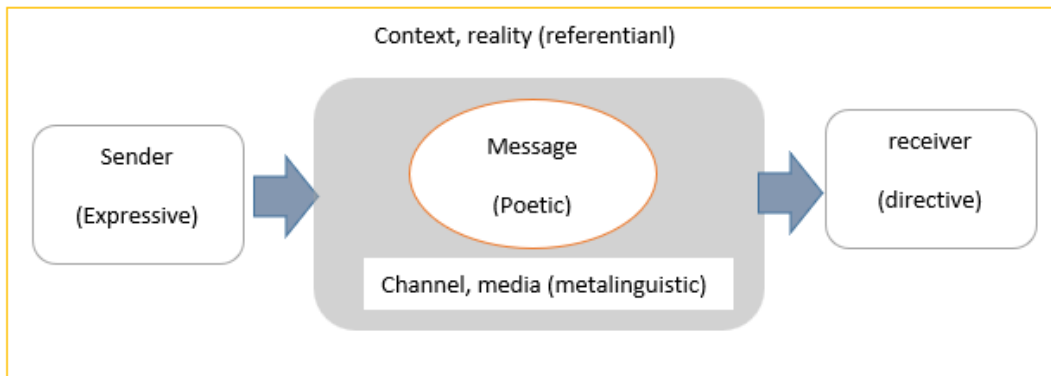 Context, reality (referentianl)
Sender
(Expressive)
Message
(Poetic)
Channel, media (metalinguistic)
receiver
(directive)